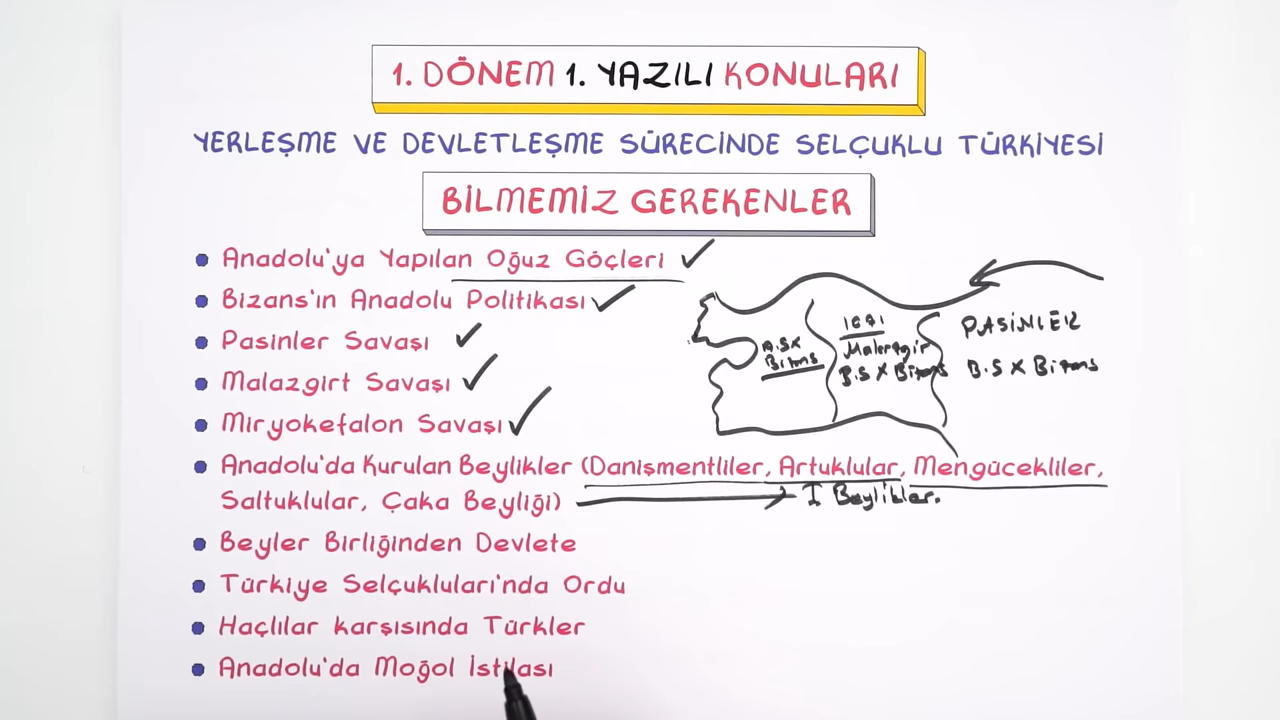 1. DÖNEM 1. YAZILI KONULARI
YERLEŞME VE DEVLETLEŞME SÜRECİNDE SELÇUKLU TÜRKİYESİ
BİLMEMİZ GEREKENLER
Anadolu'ya Yapılan Oğuz Göçleri
Bizans'ın Anadolu Politikası
Pasinler Savaşı
Malazgirt Savaşı
Miryokefalon Savaşı
Anadolu'da Kurulan Beylikler (Danişmentliler, Artuklular, Mengücekliler,
Saltuklular, Çaka Beyliği)
I Beylikler.
Beyler Birliğinden Devlete
Türkiye Selçukluları'nda Ordu
Haçlılar karşısında Türkler
Anadolu'da Moğol İstilası
A.S X
Bizans
1071
Malazgir
B.S X Bizans
PASİNLER
B.S X Bizans